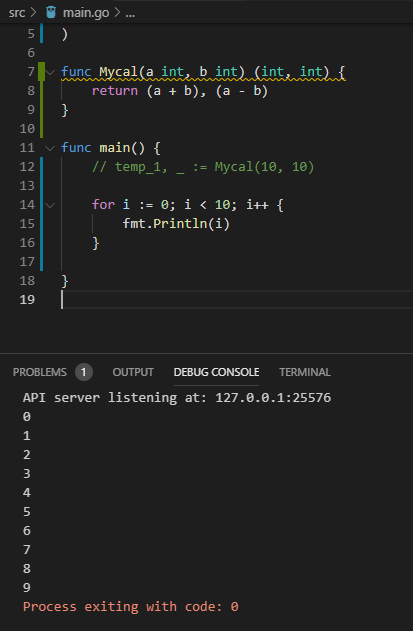 src > main.go > ...
5 )
6
7 func Mycal(a int, b int) (int, int) {
8 return (a + b), (a - b)
9 }
10
11 func main() {
12 // temp_1, _ := Mycal(10, 10)
13
14 for i := 0; i < 10; i++ {
15 fmt.Println(i)
16 }
17
18 }
19
PROBLEMS 1 OUTPUT DEBUG CONSOLE TERMINAL
API server listening at: 127.0.0.1:25576
0
1
2
3
4
5
6
7
8
9
Process exiting with code: 0